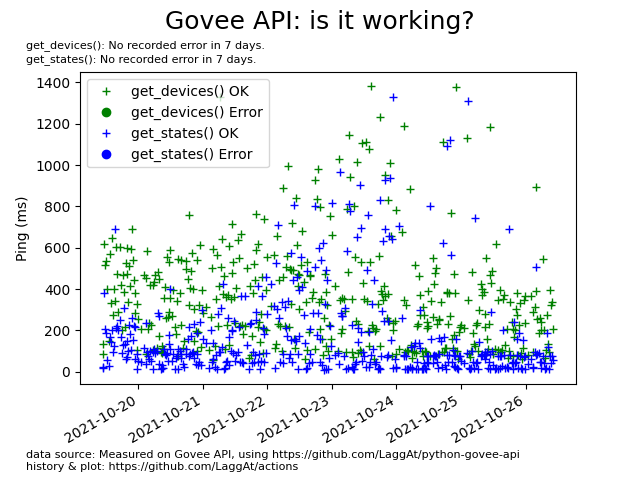 Govee API: is it working?
get_devices(): No recorded error in 7 days.
get_states(): No recorded error in 7 days.
get_devices() OK
get_devices() Error
get_states() OK
get_states() Error
1400
1200
1000
800
600
400
200
0
Ping (ms)
2021-10-20
2021-10-21
2021-10-22
2021-10-23
2021-10-24
2021-10-25
2021-10-26
data source: Measured on Govee API, using https://github.com/LaggAt/python-govee-api
history & plot: https://github.com/LaggAt/actions